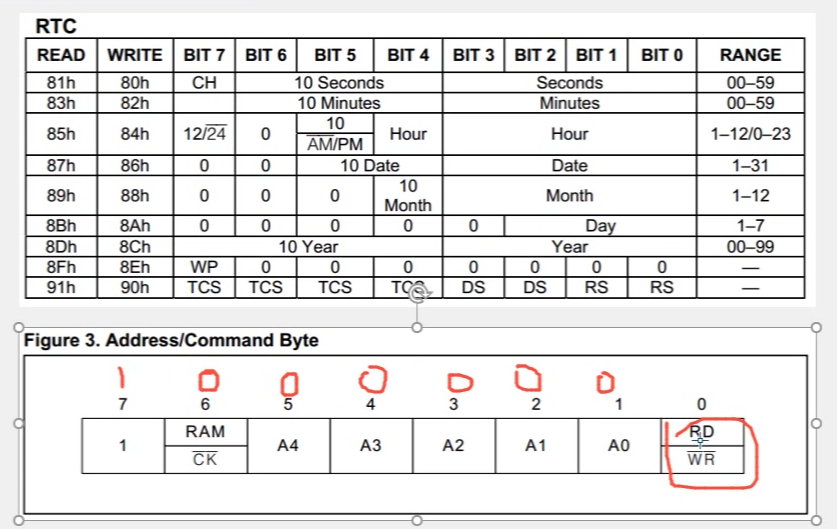 RTC
READ WRITE BIT 7 BIT 6 BIT 5 BIT 4 BIT 3 BIT 2 BIT 1 BIT 0 RANGE
81h 80h CH 10 Seconds Seconds 00–59
83h 82h 10 Minutes Minutes 00–59
85h 84h 12/24 0 10 AM/PM Hour Hour 1–12/0–23
87h 86h 0 0 10 Date Date 1–31
89h 88h 0 0 0 10 Month Month 1–12
8Bh 8Ah 0 0 0 0 0 Day 1–7
8Dh 8Ch 10 Year Year 00–99
8Fh 8Eh WP 0 0 0 0 0 0 0 —
91h 90h TCS TCS TCS TCS DS DS RS RS —
Figure 3. Address/Command Byte
1 0 0 0 0 0 0
7 6 5 4 3 2 1 0
1 RAM CK A4 A3 A2 A1 A0 RD WR